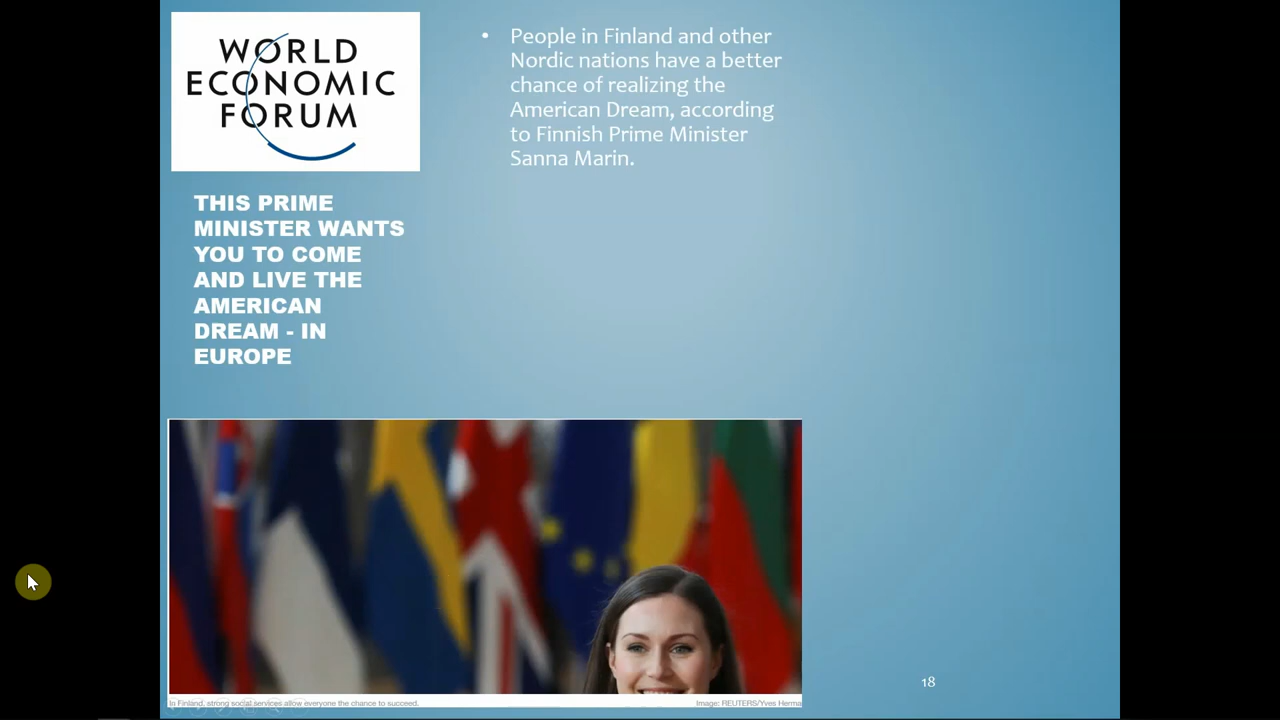 WORLD
ECONOMIC
FORUM
• People in Finland and other
Nordic nations have a better
chance of realizing the
American Dream, according
to Finnish Prime Minister
Sanna Marin.
THIS PRIME
MINISTER WANTS
YOU TO COME
AND LIVE THE
AMERICAN
DREAM - IN
EUROPE
In Finland, strong social services allow everyone the chance to succeed.
Image: REUTERS/Yves Herma
18